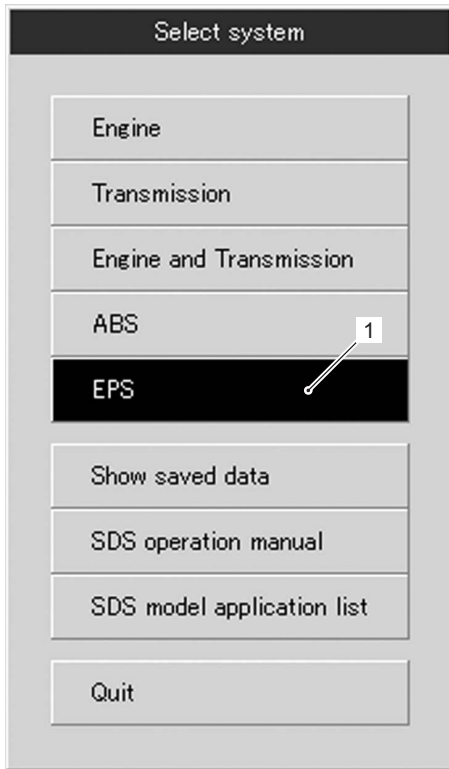 Select system
Engine
Transmission
Engine and Transmission
ABS
1
EPS
Show saved data
SDS operation manual
SDS model application list
Quit